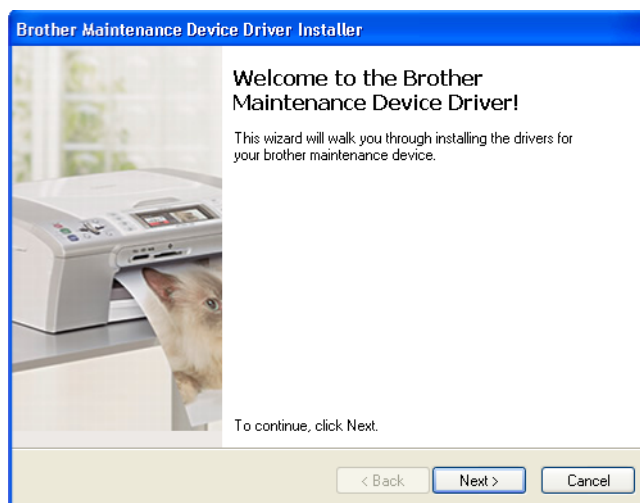 Brother Maintenance Device Driver Installer
Welcome to the Brother
Maintenance Device Driver!
This wizard will walk you through installing the drivers for
your brother maintenance device.
To continue, click Next.
< Back
Next >
Cancel